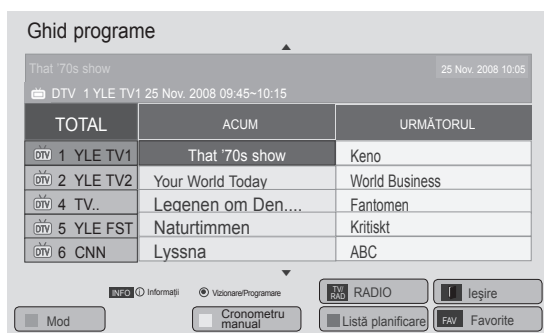 Ghid programe
That '70s show 25 Nov. 2008 10:05
DTV 1 YLE TV1 25 Nov. 2008 09:45~10:15
TOTAL ACUM URMĂTORUL
DTV 1 YLE TV1 That '70s show Keno
DTV 2 YLE TV2 Your World Today World Business
DTV 4 TV.. Legenen om Den.... Fantomen
DTV 5 YLE FST Naturtimmen Kritiskt
DTV 6 CNN Lyssna ABC
INFO i Informaţii Vizionare/Programare TV/RAD RADIO Ieşire
Mod Cronometru manual Listă planificare FAV Favorite